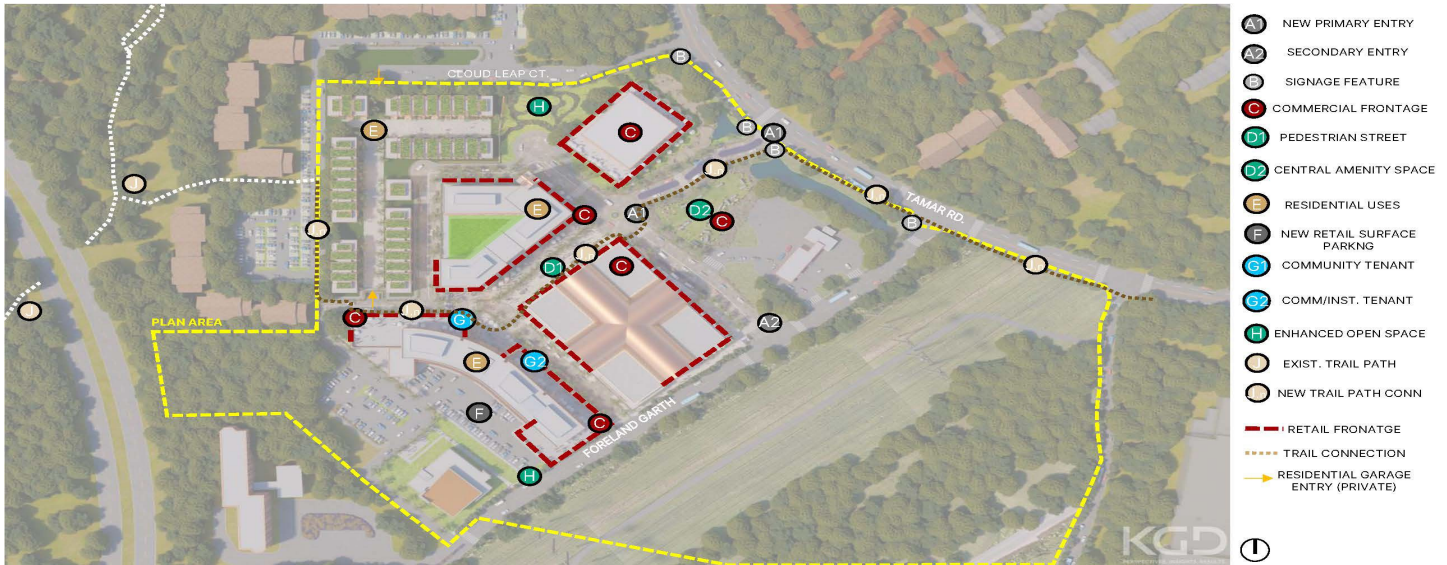 CLOUD LEAP CT.
B
H
C
E
B
A1
B
J
J
E
C
A1
D2
C
B
TAMAR RD.
D1
C
PLAN AREA
C
G1
A2
E
G2
F
C
FORELAND GARTH
H
J
KGD
A1 NEW PRIMARY ENTRY
A2 SECONDARY ENTRY
B SIGNAGE FEATURE
C COMMERCIAL FRONTAGE
D1 PEDESTRIAN STREET
D2 CENTRAL AMENITY SPACE
E RESIDENTIAL USES
F NEW RETAIL SURFACE
PARKNG
G1 COMMUNITY TENANT
G2 COMM/INST. TENANT
H ENHANCED OPEN SPACE
J EXIST. TRAIL PATH
NEW TRAIL PATH CONN
RETAIL FRONATGE
TRAIL CONNECTION
RESIDENTIAL GARAGE
ENTRY (PRIVATE)